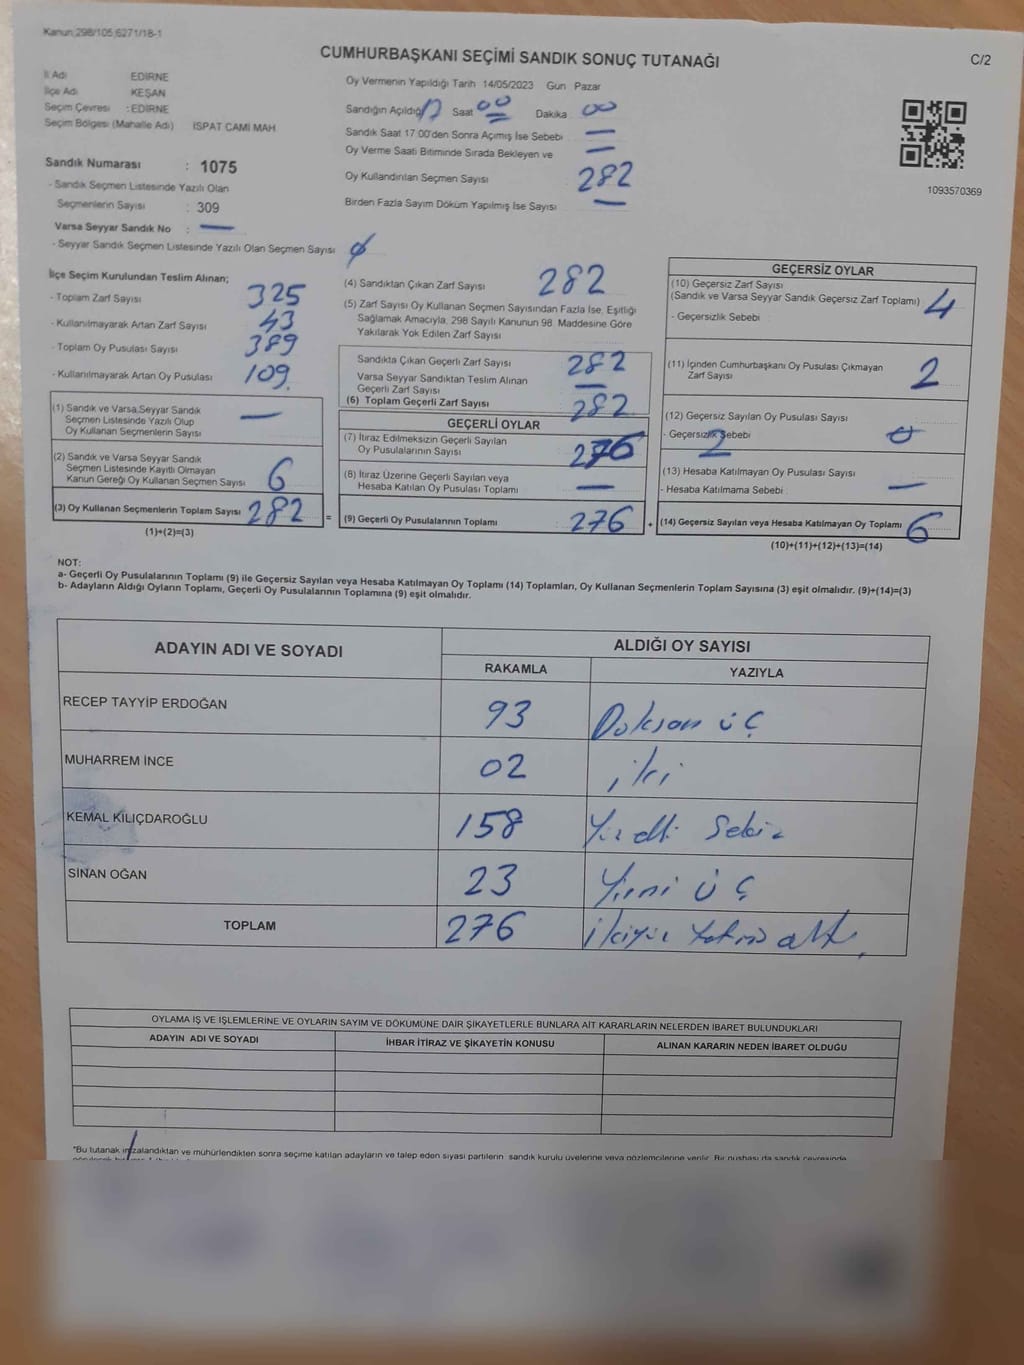 Kanun:298/105,6271/18-1
CUMHURBAŞKANI SEÇİMİ SANDIK SONUÇ TUTANAĞI
C/2
İl Adı EDİRNE
İlçe Adı KEŞAN
Seçim Çevresi : EDİRNE
Seçim Bölgesi (Mahalle Adı) İSPAT CAMİ MAH
Oy Vermenin Yapıldığı Tarih 14/05/2023 Gün Pazar
Sandığın Açıldığı Saat 00 Dakika 00
Sandık Saat 17:00'den Sonra Açımış İse Sebebi —
Oy Verme Saati Bitiminde Sırada Bekleyen ve —
Oy Kullandırılan Seçmen Sayısı 282
Birden Fazla Sayım Döküm Yapılmış İse Sayısı —
1093570369
Sandık Numarası : 1075
- Sandık Seçmen Listesinde Yazılı Olan
Seçmenlerin Sayısı : 309
Varsa Seyyar Sandık No : —
- Seyyar Sandık Seçmen Listesinde Yazılı Olan Seçmen Sayısı
İlçe Seçim Kurulundan Teslim Alınan;
- Toplam Zarf Sayısı 325
- Kullanılmayarak Artan Zarf Sayısı 43
- Toplam Oy Pusulası Sayısı 389
- Kullanılmayarak Artan Oy Pusulası 109
(1) Sandık ve Varsa Seyyar Sandık
Seçmen Listesinde Yazılı Olup
Oy Kullanan Seçmenlerin Sayısı —
(2) Sandık ve Varsa Seyyar Sandık
Seçmen Listesinde Kayıtlı Olmayan
Kanun Gereği Oy Kullanan Seçmen Sayısı 6
(3) Oy Kullanan Seçmenlerin Toplam Sayısı 282
(1)+(2)=(3)
(4) Sandıktan Çıkan Zarf Sayısı 282
(5) Zarf Sayısı Oy Kullanan Seçmen Sayısından Fazla İse, Eşitliği
Sağlamak Amacıyla, 298 Sayılı Kanunun 98. Maddesine Göre
Yakılarak Yok Edilen Zarf Sayısı
Sandıkta Çıkan Geçerli Zarf Sayısı 282
Varsa Seyyar Sandıktan Teslim Alınan
Geçerli Zarf Sayısı —
(6) Toplam Geçerli Zarf Sayısı 282
GEÇERLİ OYLAR
(7) İtiraz Edilmeksizin Geçerli Sayılan
Oy Pusulalarının Sayısı 276
(8) İtiraz Üzerine Geçerli Sayılan veya
Hesaba Katılan Oy Pusulası Toplamı —
= (9) Geçerli Oy Pusulalarının Toplamı : 276 +
GEÇERSİZ OYLAR
(10) Geçersiz Zarf Sayısı
(Sandık ve Varsa Seyyar Sandık Geçersiz Zarf Toplamı) 4
- Geçersizlik Sebebi
(11) İçinden Cumhurbaşkanı Oy Pusulası Çıkmayan
Zarf Sayısı 2
(12) Geçersiz Sayılan Oy Pusulası Sayısı
- Geçersizlik Sebebi 2
(13) Hesaba Katılmayan Oy Pusulası Sayısı
- Hesaba Katılmama Sebebi —
(14) Geçersiz Sayılan veya Hesaba Katılmayan Oy Toplamı 6
(10)+(11)+(12)+(13)=(14)
NOT:
a- Geçerli Oy Pusulalarının Toplamı (9) ile Geçersiz Sayılan veya Hesaba Katılmayan Oy Toplamı (14) Toplamları, Oy Kullanan Seçmenlerin Toplam Sayısına (3) eşit olmalıdır. (9)+(14)=(3)
b- Adayların Aldığı Oyların Toplamı, Geçerli Oy Pusulalarının Toplamına (9) eşit olmalıdır.
ADAYIN ADI VE SOYADI ALDIĞI OY SAYISI
RAKAMLA YAZIYLA
RECEP TAYYİP ERDOĞAN 93 Doksan üç
MUHARREM İNCE 02 iki
KEMAL KILIÇDAROĞLU 158 Yüz elli Sekiz
SİNAN OĞAN 23 Yirmi Üç
TOPLAM 276 İkiyüz Yetmiş altı
OYLAMA İŞ VE İŞLEMLERİNE VE OYLARIN SAYIM VE DÖKÜMÜNE DAİR ŞİKAYETLERLE BUNLARA AİT KARARLARIN NELERDEN İBARET BULUNDUKLARI
ADAYIN ADI VE SOYADI İHBAR İTİRAZ VE ŞİKAYETİN KONUSU ALINAN KARARIN NEDEN İBARET OLDUĞU
*Bu tutanak imzalandıktan ve mühürlendikten sonra seçime katılan adayların ve talep eden siyasi partilerin sandık kurulu üyelerine veya gözlemcilerine verilir. Bir nüshası da sandık çevresinde